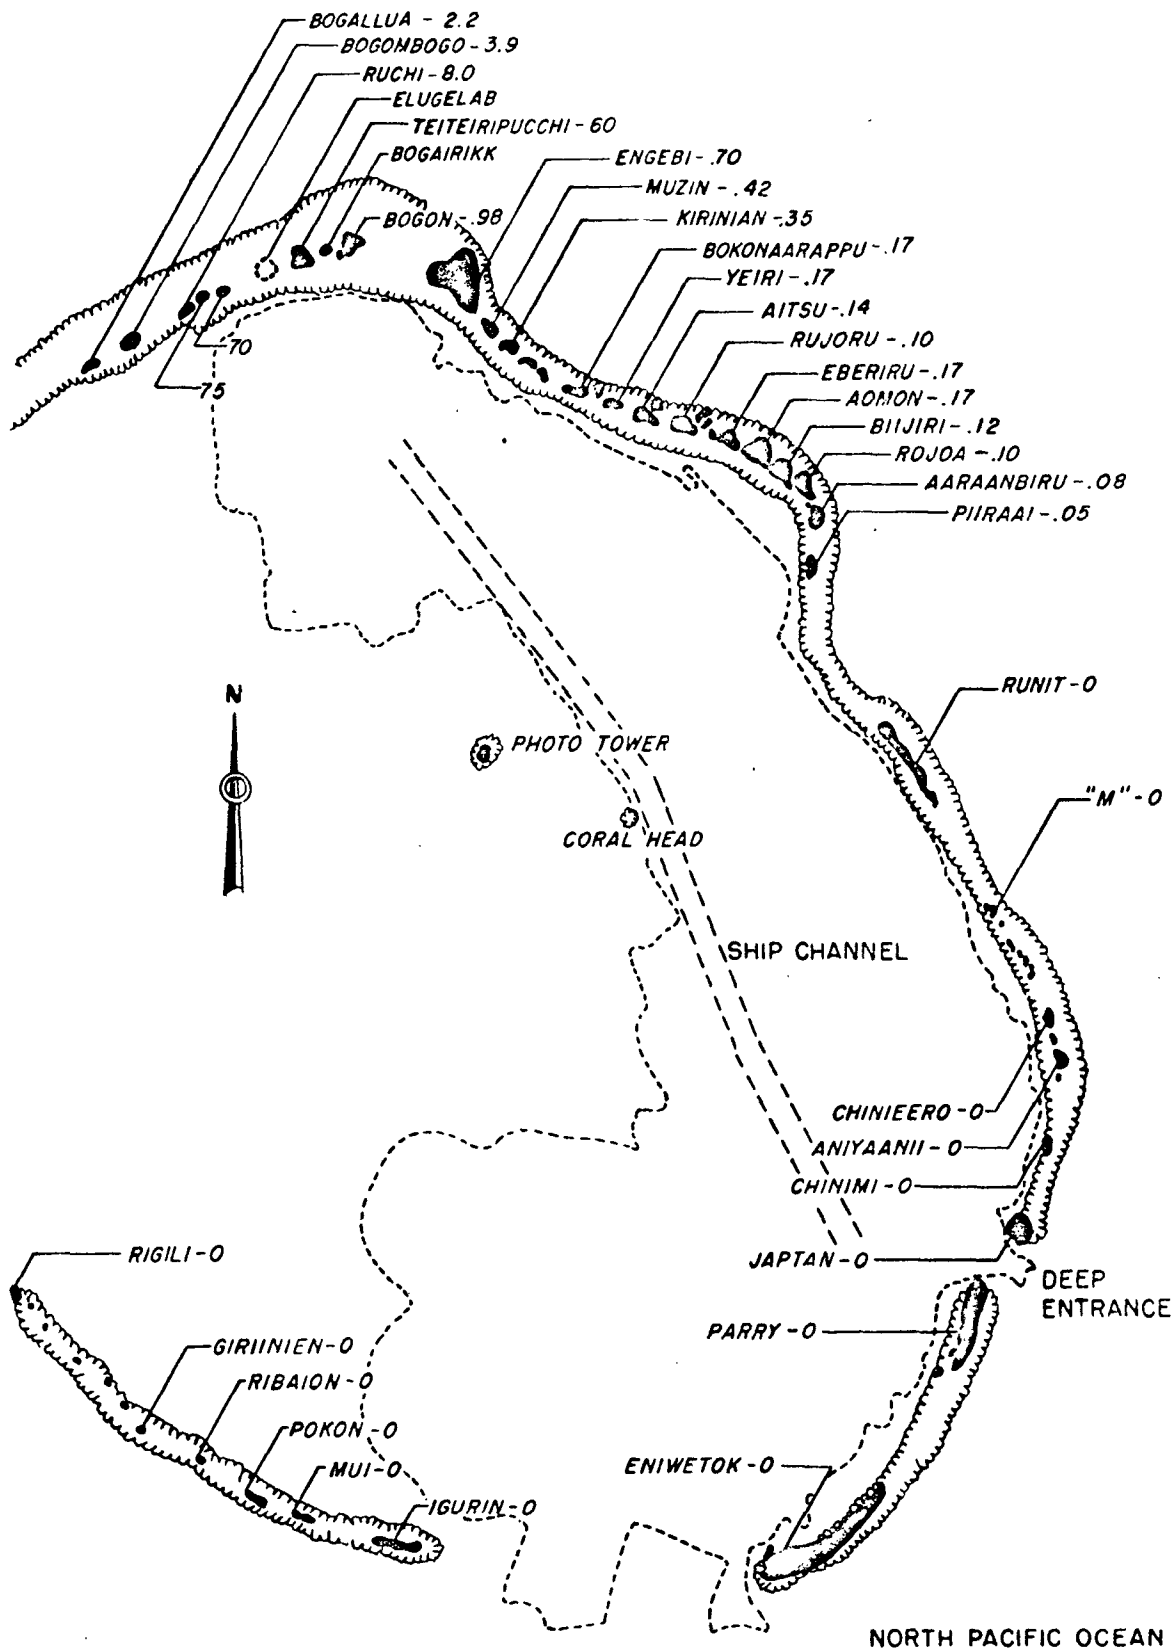 BOGALLUA - 2.2
BOGOMBOGO - 3.9
RUCHI - 8.0
ELUGELAB
TEITEIRIPUCCHI - 60
BOGAIRIKK
ENGEBI - .70
MUZIN - .42
BOGON - .98
KIRINIAN - .35
BOKONAARAPPU - .17
YEIRI - .17
AITSU - .14
RUJORU - .10
70
EBERIRU - .17
75
AOMON - .17
BIIJIRI - .12
ROJOA - .10
AARAANBIRU - .08
PIIRAAI - .05
RUNIT - 0
N
PHOTO TOWER
"M" - 0
CORAL HEAD
SHIP CHANNEL
CHINIEERO - 0
ANIYAANII - 0
CHINIMI - 0
RIGILI - 0
JAPTAN - 0
DEEP
ENTRANCE
PARRY - 0
GIRIINIEN - 0
RIBAION - 0
POKON - 0
MUI - 0
ENIWETOK - 0
IGURIN - 0
NORTH PACIFIC OCEAN